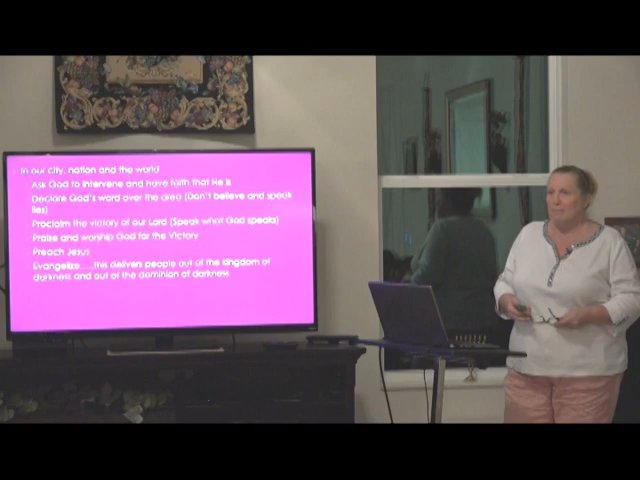 In our city, nation and the world
Ask God to intervene and have faith that He is
Declare God's word over the area (Don't believe and speak
lies)
Proclaim the victory of our Lord (Speak what God speaks)
Praise and worship God for the Victory
Preach Jesus
Evangelize.....this delivers people out of the kingdom of
darkness and out of the dominion of darkness